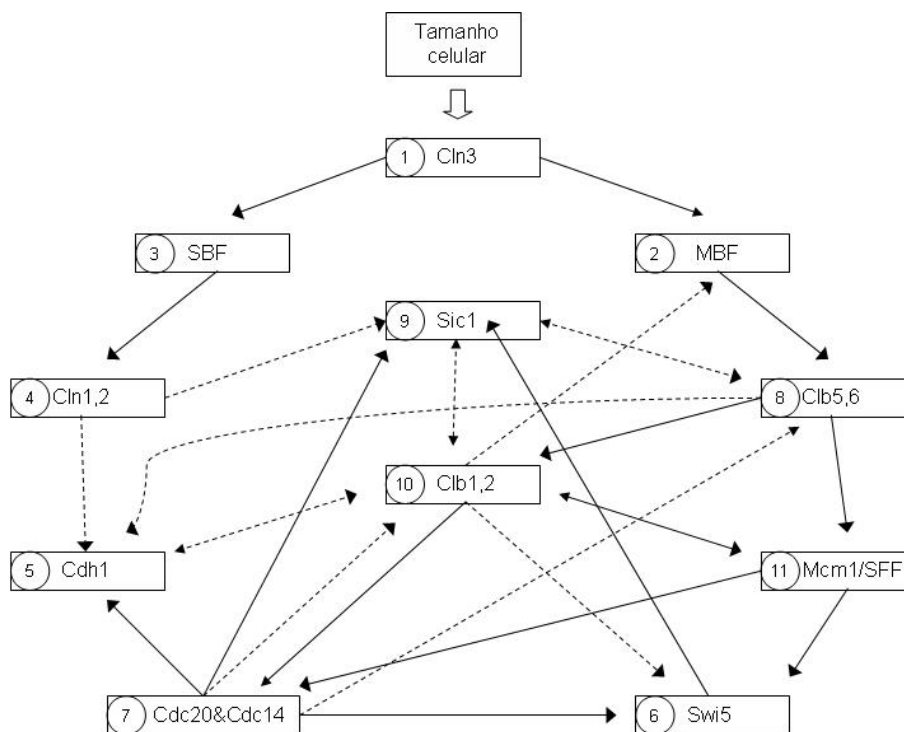 Tamanho
celular
1 Cln3
3 SBF
2 MBF
9 Sic1
4 Cln1,2
8 Clb5,6
10 Clb1,2
5 Cdh1
11 Mcm1/SFF
7 Cdc20&Cdc14
6 Swi5